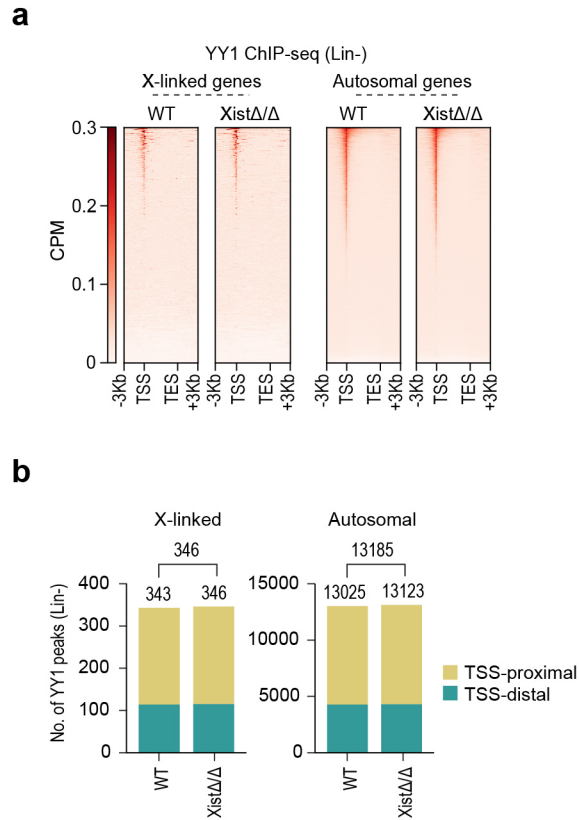 a
YY1 ChIP-seq (Lin-)
X-linked genes
Autosomal genes
WT
XistΔ/Δ
WT
XistΔ/Δ
CPM
0.3
0.2
0.1
0
-3Kb
TSS
TES
+3Kb
-3Kb
TSS
TES
+3Kb
-3Kb
TSS
TES
+3Kb
-3Kb
TSS
TES
+3Kb
b
X-linked
346
No. of YY1 peaks (Lin-)
400
300
200
100
0
343
346
WT
XistΔ/Δ
Autosomal
13185
15000
10000
5000
0
13025
13123
WT
XistΔ/Δ
TSS-proximal
TSS-distal